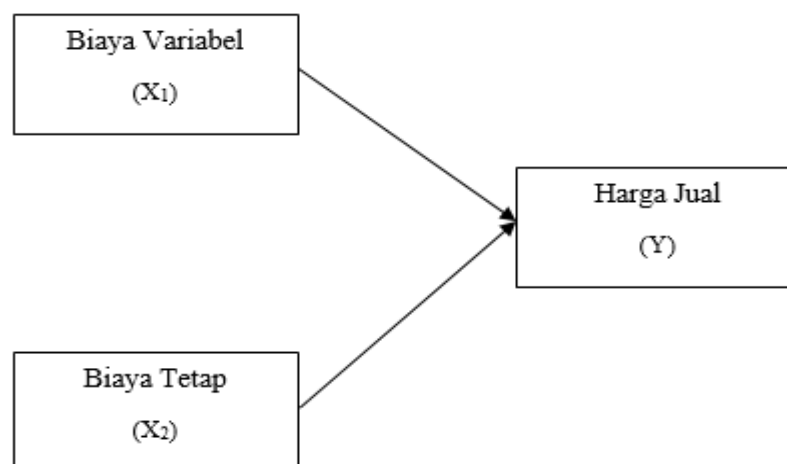 Biaya Variabel
(X₁)
Harga Jual
(Y)
Biaya Tetap
(X₂)